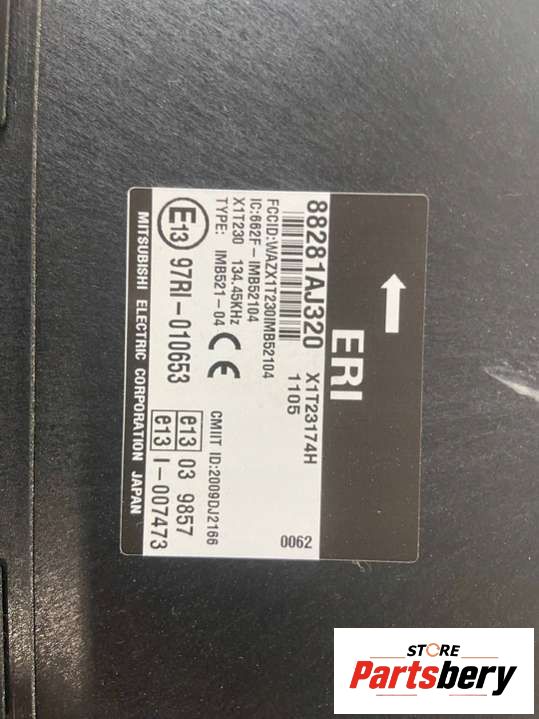 ERI
88281AJ320 X1T23174H
1105
0062
FCCID:WAZX1T230IMB52104
IC:662F-IMB52104
X1T230 134.45KHz
TYPE: IMB521-04
CE
CMIIT ID:2009DJ2166
E13 97RI-010653
e13 03 9857
e13 I-007473
MITSUBISHI ELECTRIC CORPORATION JAPAN
STORE
Partsbery